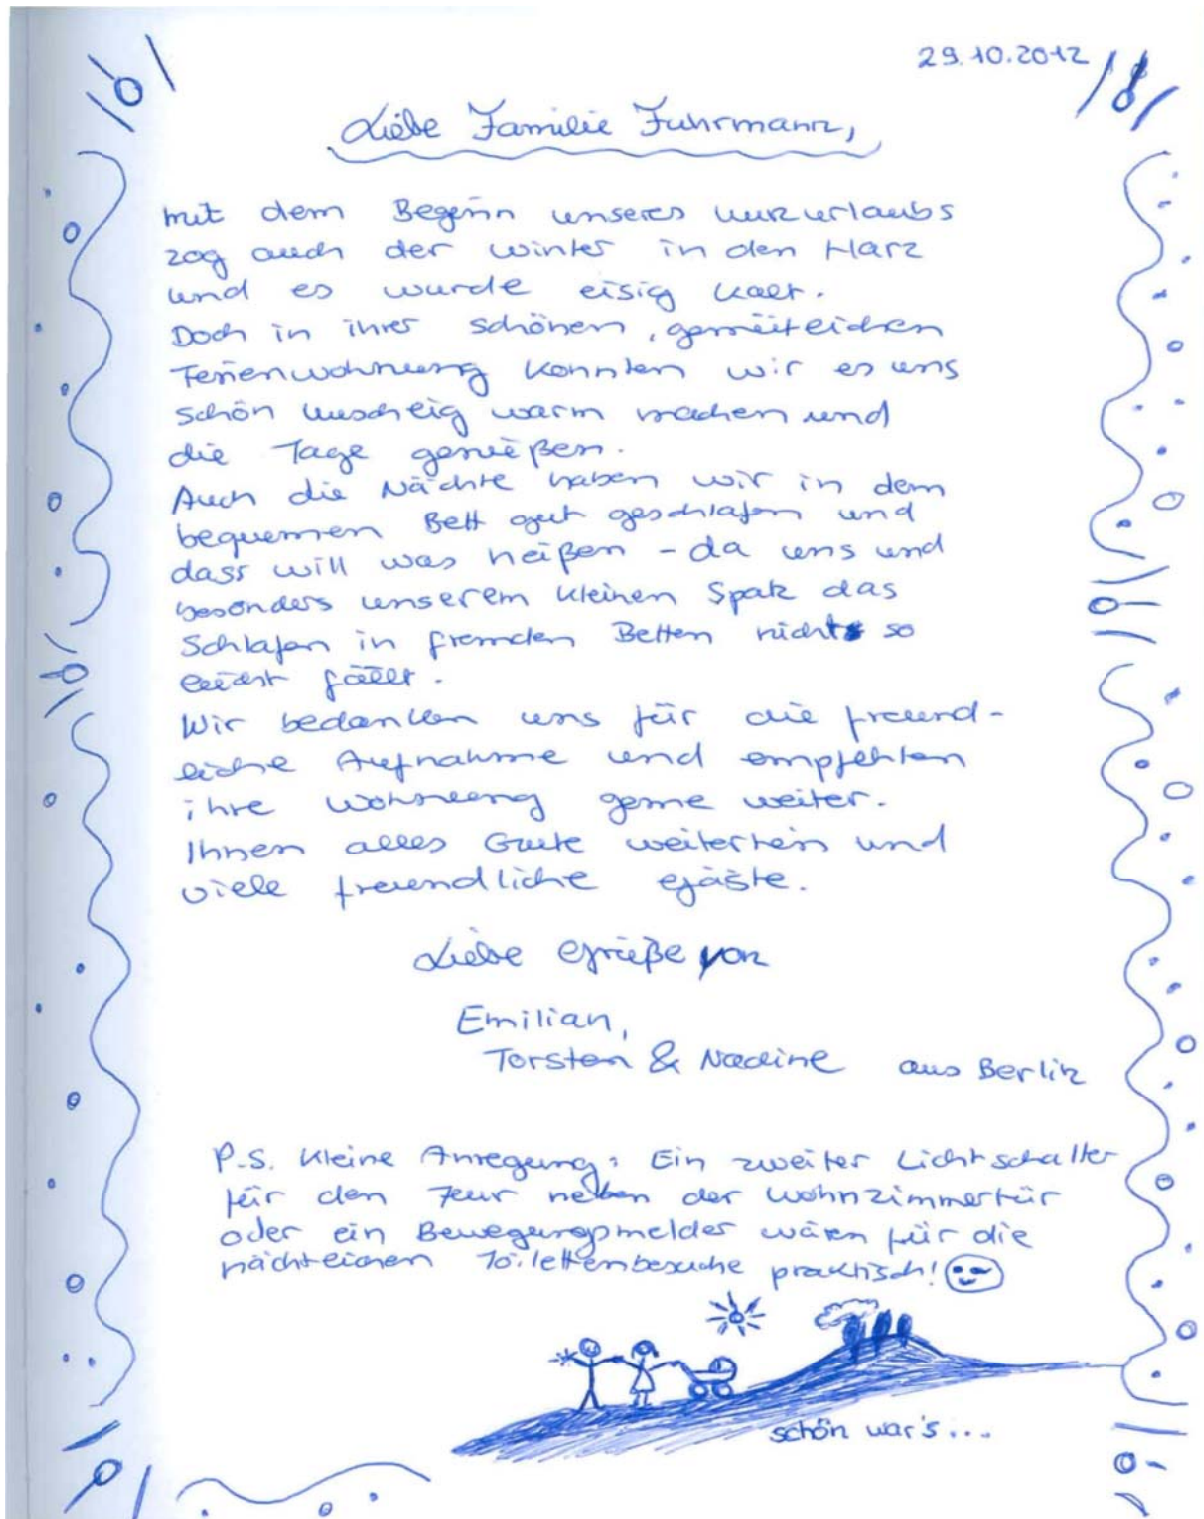 29.10.2012
Liebe Familie Fuhrmann,
mit dem Beginn unseres Kurzurlaubs
zog auch der Winter in den Harz
und es wurde eisig kalt.
Doch in ihrer schönen, gemütlichen
Ferienwohnung konnten wir es uns
schön kuschelig warm machen und
die Tage genießen.
Auch die Nächte haben wir in dem
bequemen Bett gut geschlafen und
dass will was heißen - da uns und
besonders unserem kleinen Spatz das
Schlafen in fremden Betten nicht so
leicht fällt.
Wir bedanken uns für die freund-
liche Aufnahme und empfehlen
ihre Wohnung gerne weiter.
Ihnen alles Gute weiterhin und
viele freundliche Gäste.
Liebe Grüße von
Emilian,
Torsten & Nadine aus Berlin
P.S. Kleine Anregung: Ein zweiter Lichtschalter
für den Flur neben der Wohnzimmertür
oder ein Bewegungsmelder wären für die
nächtlichen Toilettenbesuche praktisch!
schön war's...